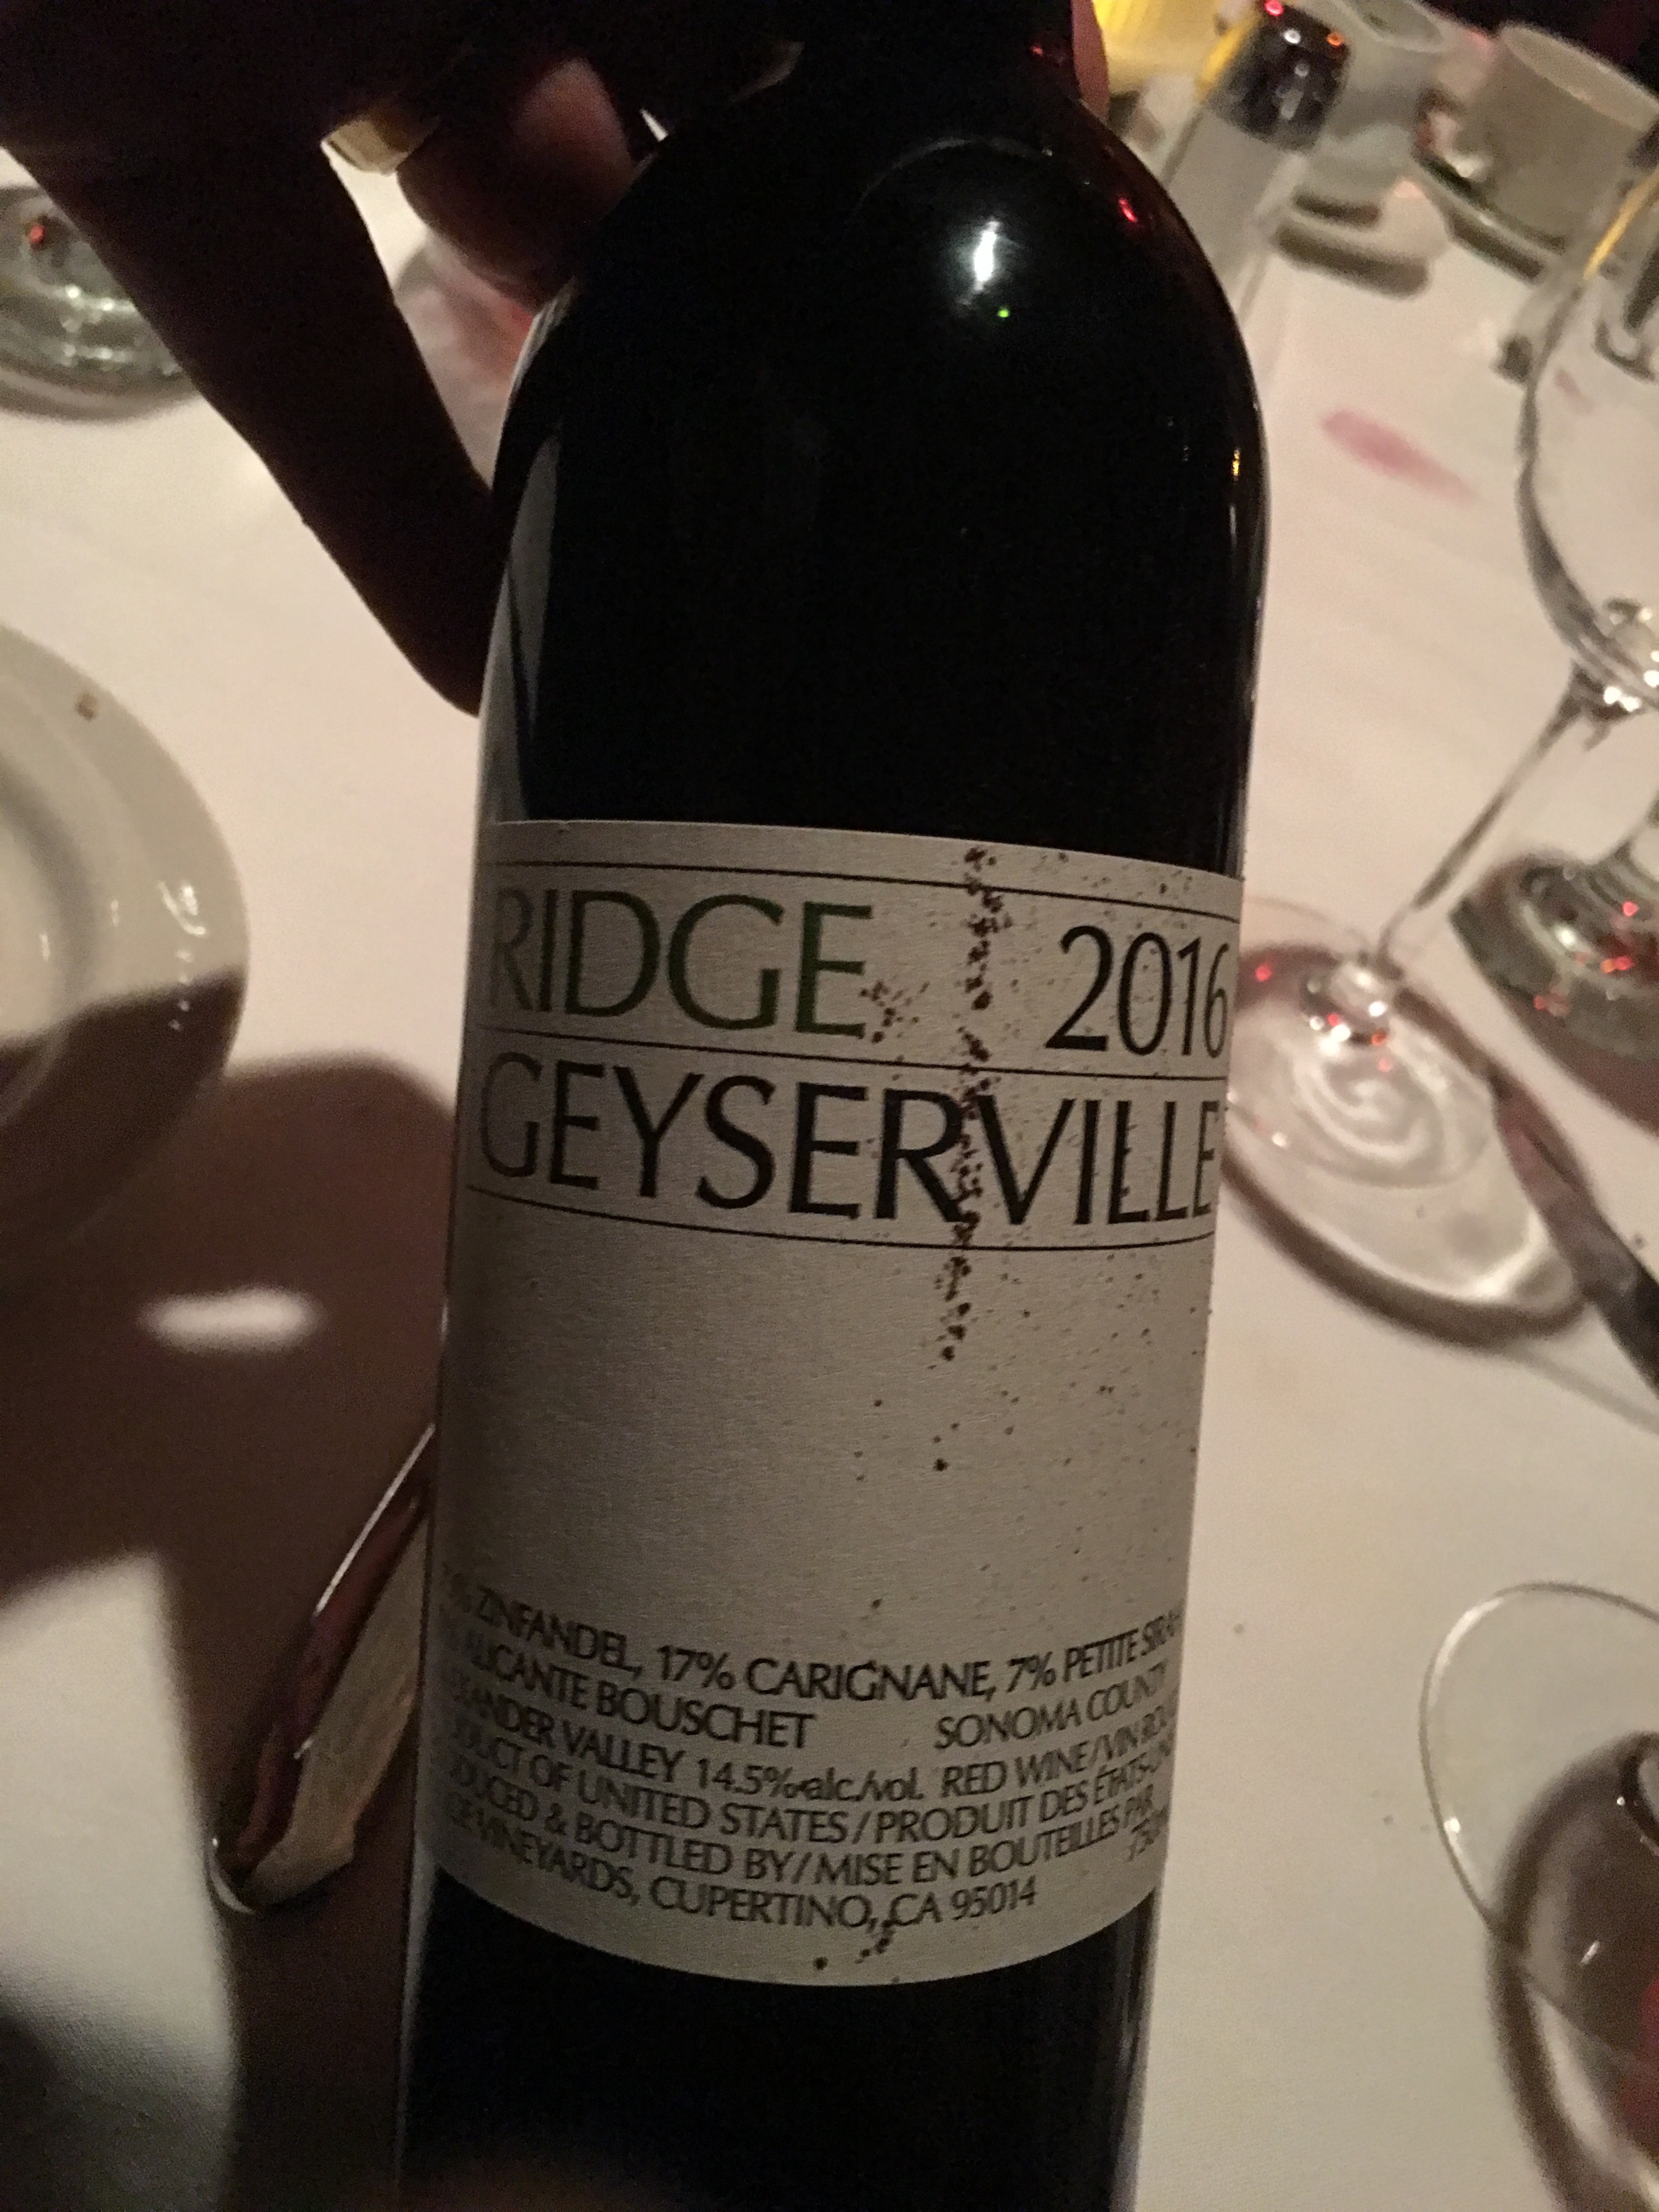 RIDGE 2016
GEYSERVILLE
% ZINFANDEL, 17% CARIGNANE, 7% PETITE SIRAH
ALICANTE BOUSCHET SONOMA COUNTY
VALLEY 14.5% alc./vol. RED WINE/VIN
OF UNITED STATES/PRODUIT DES ÉTATS-UNIS
& BOTTLED BY/MISE EN BOUTEILLES PAR
VINEYARDS, CUPERTINO, CA 95014